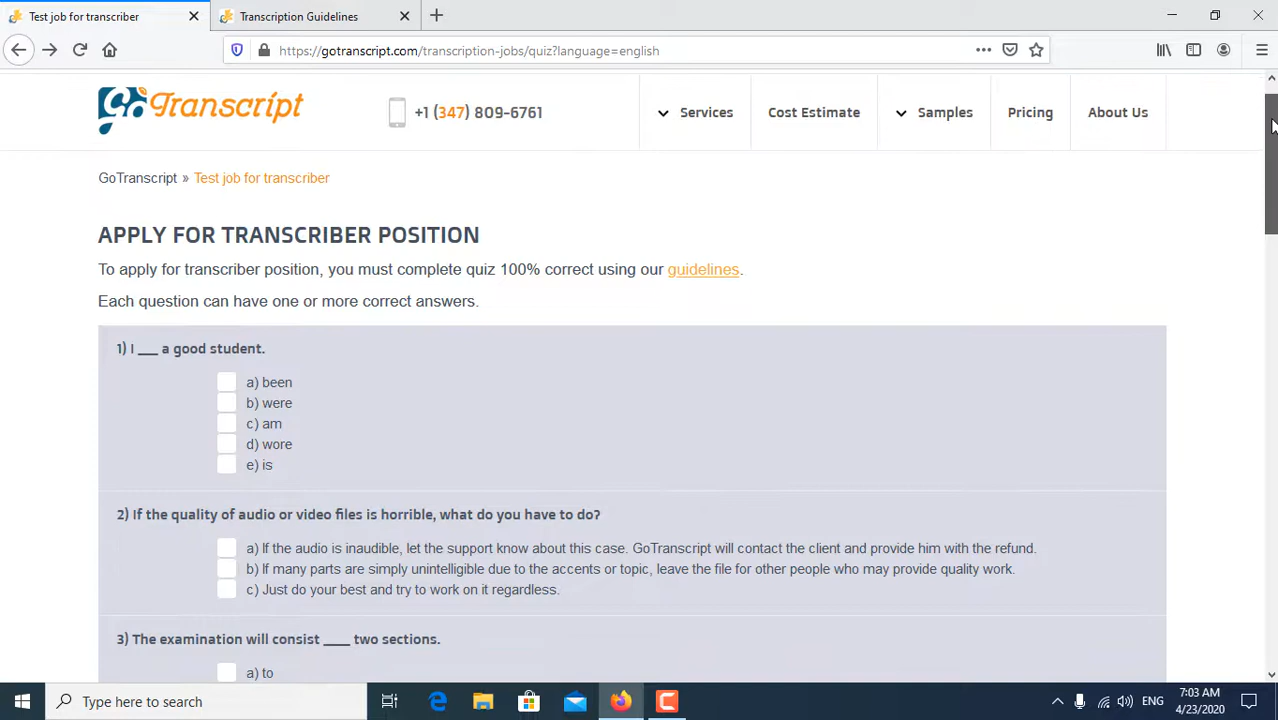 Test job for transcriber
Transcription Guidelines
https://gotranscript.com/transcription-jobs/quiz?language=english
GoTranscript
+1 (347) 809-6761
Services
Cost Estimate
Samples
Pricing
About Us
GoTranscript » Test job for transcriber
APPLY FOR TRANSCRIBER POSITION
To apply for transcriber position, you must complete quiz 100% correct using our guidelines.
Each question can have one or more correct answers.
1) I ___ a good student.
a) been
b) were
c) am
d) wore
e) is
2) If the quality of audio or video files is horrible, what do you have to do?
a) If the audio is inaudible, let the support know about this case. GoTranscript will contact the client and provide him with the refund.
b) If many parts are simply unintelligible due to the accents or topic, leave the file for other people who may provide quality work.
c) Just do your best and try to work on it regardless.
3) The examination will consist ____ two sections.
a) to
Type here to search
ENG
7:03 AM
4/23/2020